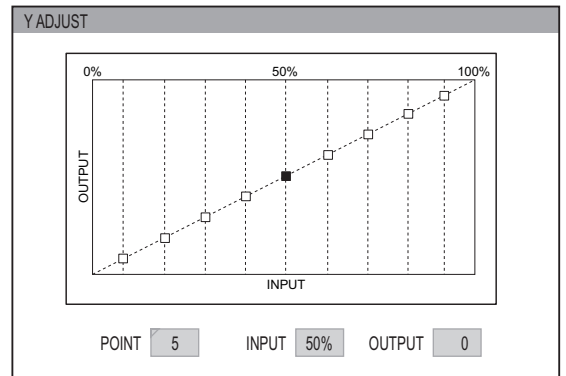 Y ADJUST
0% 50% 100%
OUTPUT
INPUT
POINT 5 INPUT 50% OUTPUT 0